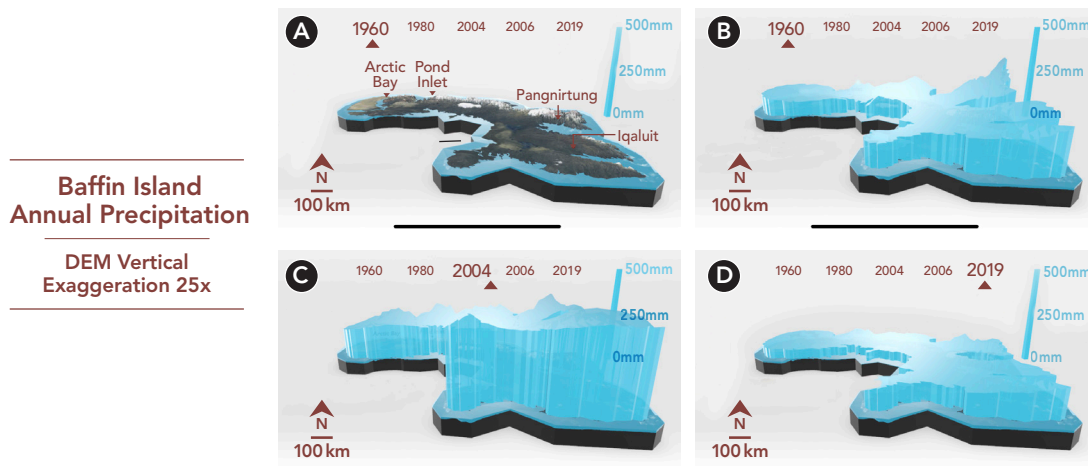 Baffin Island
Annual Precipitation
DEM Vertical
Exaggeration 25x
A
1960 1980 2004 2006 2019
500mm
250mm
0mm
Arctic
Bay
Pond
Inlet
Pangnirtung
Iqaluit
N
100 km
B
1960 1980 2004 2006 2019
500mm
250mm
0mm
N
100 km
C
1960 1980 2004 2006 2019
500mm
250mm
0mm
N
100 km
D
1960 1980 2004 2006 2019
500mm
250mm
0mm
N
100 km